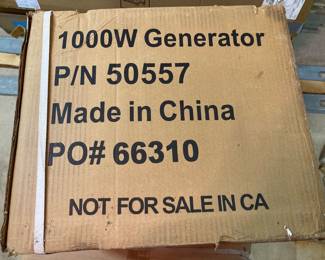 1000W Generator
P/N 50557
Made in China
PO# 66310
NOT FOR SALE IN CA